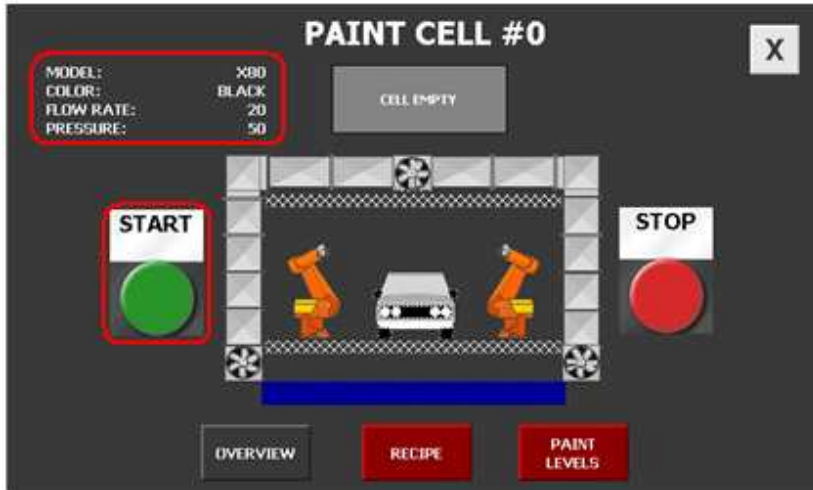 PAINT CELL #0
X
MODEL: X80
COLOR: BLACK
FLOW RATE: 20
PRESSURE: 50
CELL EMPTY
START
STOP
OVERVIEW
RECIPE
PAINT
LEVELS